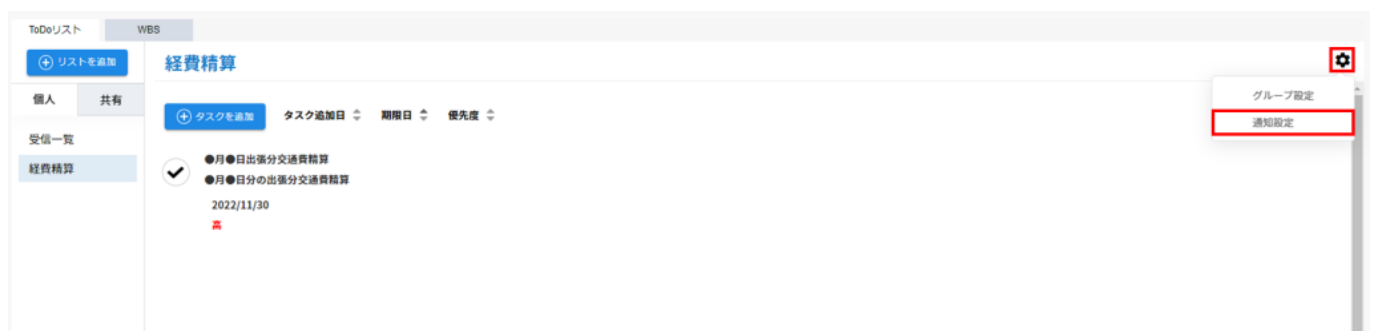 ToDoリスト WBS
リストを追加
経費精算
個人 共有
グループ設定
通知設定
タスクを追加 タスク追加日 期限日 優先度
受信一覧
経費精算
●月●日出張分交通費精算
●月●日分の出張分交通費精算
2022/11/30
高